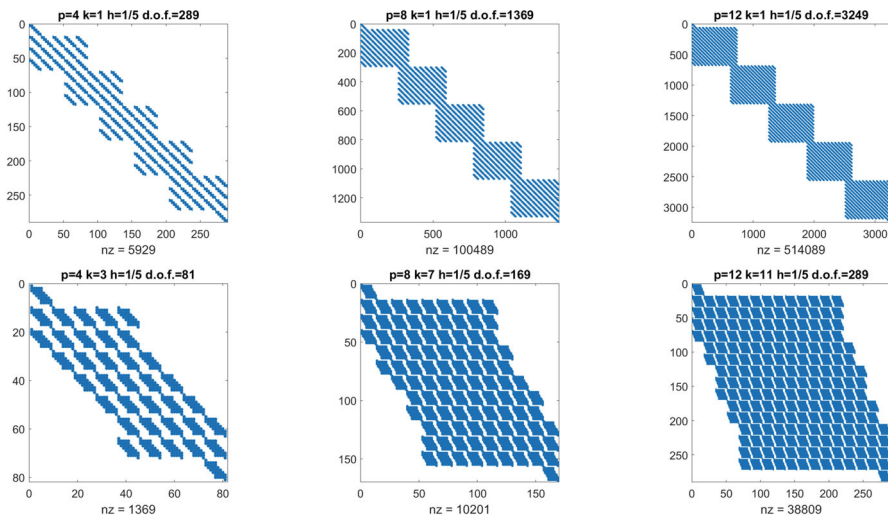 p=4 k=1 h=1/5 d.o.f.=289
0
50
100
150
200
250
0 50 100 150 200 250
nz = 5929
p=8 k=1 h=1/5 d.o.f.=1369
0
200
400
600
800
1000
1200
0 500 1000
nz = 100489
p=12 k=1 h=1/5 d.o.f.=3249
0
500
1000
1500
2000
2500
3000
0 1000 2000 3000
nz = 514089
p=4 k=3 h=1/5 d.o.f.=81
0
20
40
60
80
0 20 40 60 80
nz = 1369
p=8 k=7 h=1/5 d.o.f.=169
0
50
100
150
0 50 100 150
nz = 10201
p=12 k=11 h=1/5 d.o.f.=289
0
50
100
150
200
250
0 50 100 150 200 250
nz = 38809